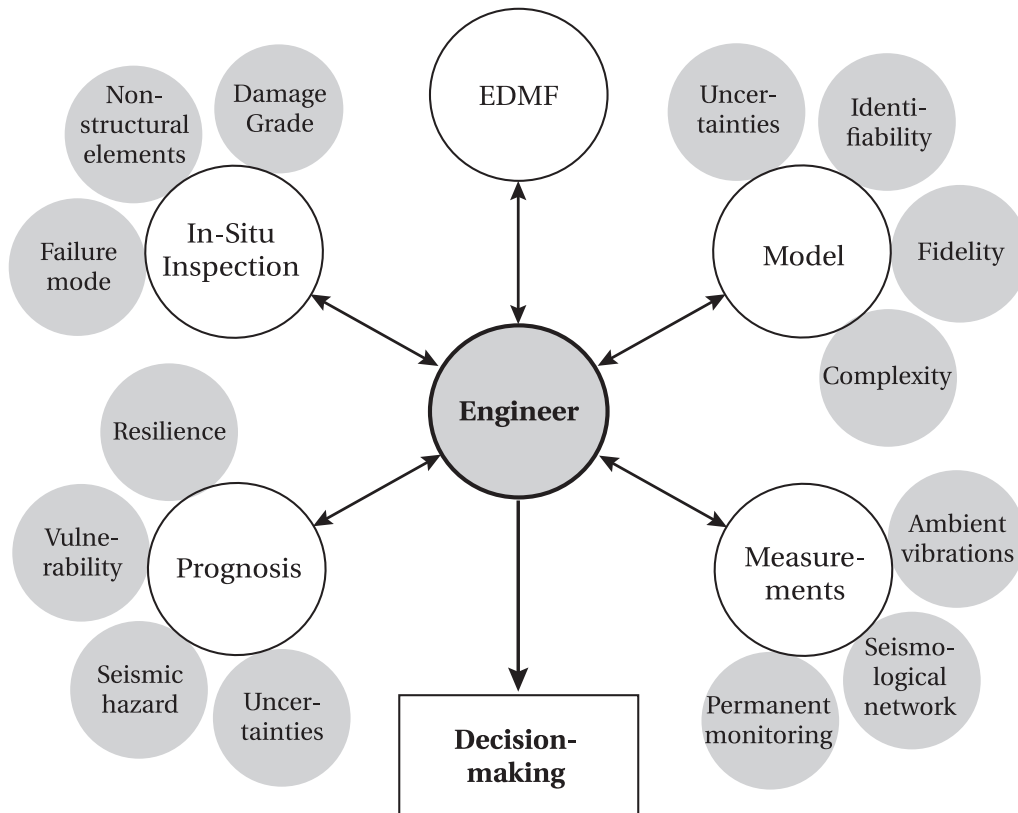 Non-
structural
elements
Damage
Grade
Failure
mode
In-Situ
Inspection
EDMF
Uncer-
tainties
Identi-
fiability
Model
Fidelity
Complexity
Engineer
Resilience
Vulne-
rability
Prognosis
Seismic
hazard
Uncer-
tainties
Measure-
ments
Ambient
vibrations
Seismo-
logical
network
Permanent
monitoring
Decision-
making